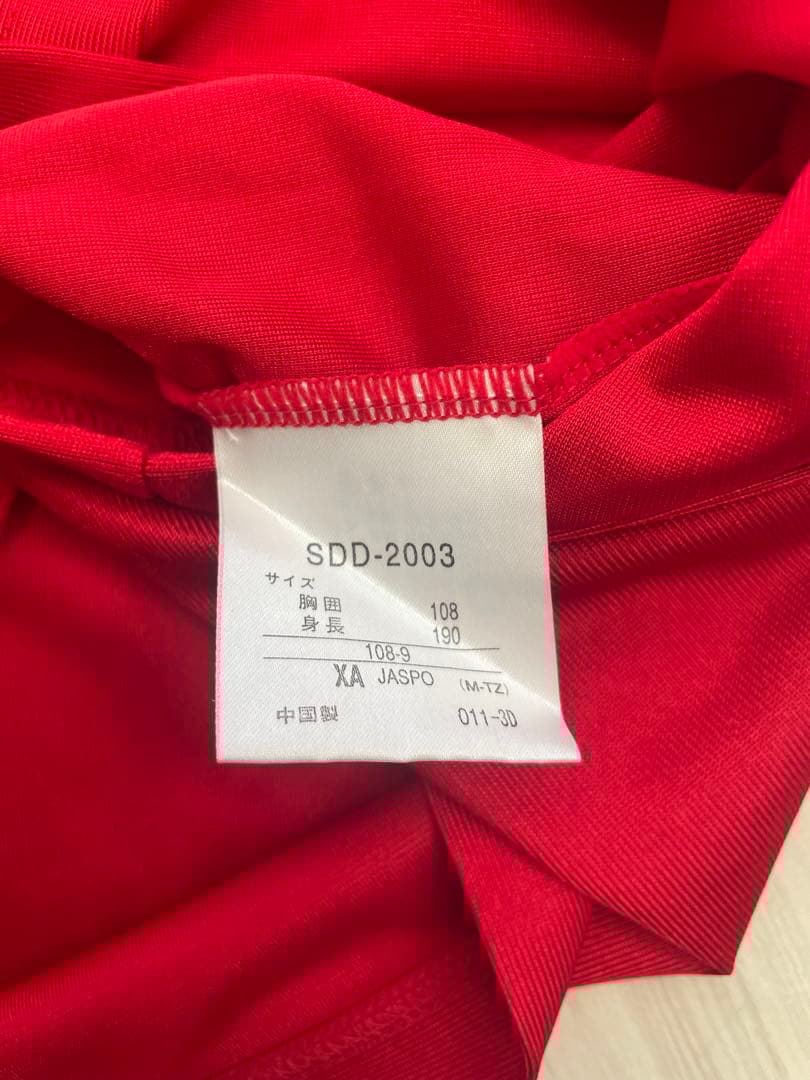 SDD-2003
サイズ
胸囲 108
身長 190
108-9
XA JASPO (M-TZ)
中国製 011-3D